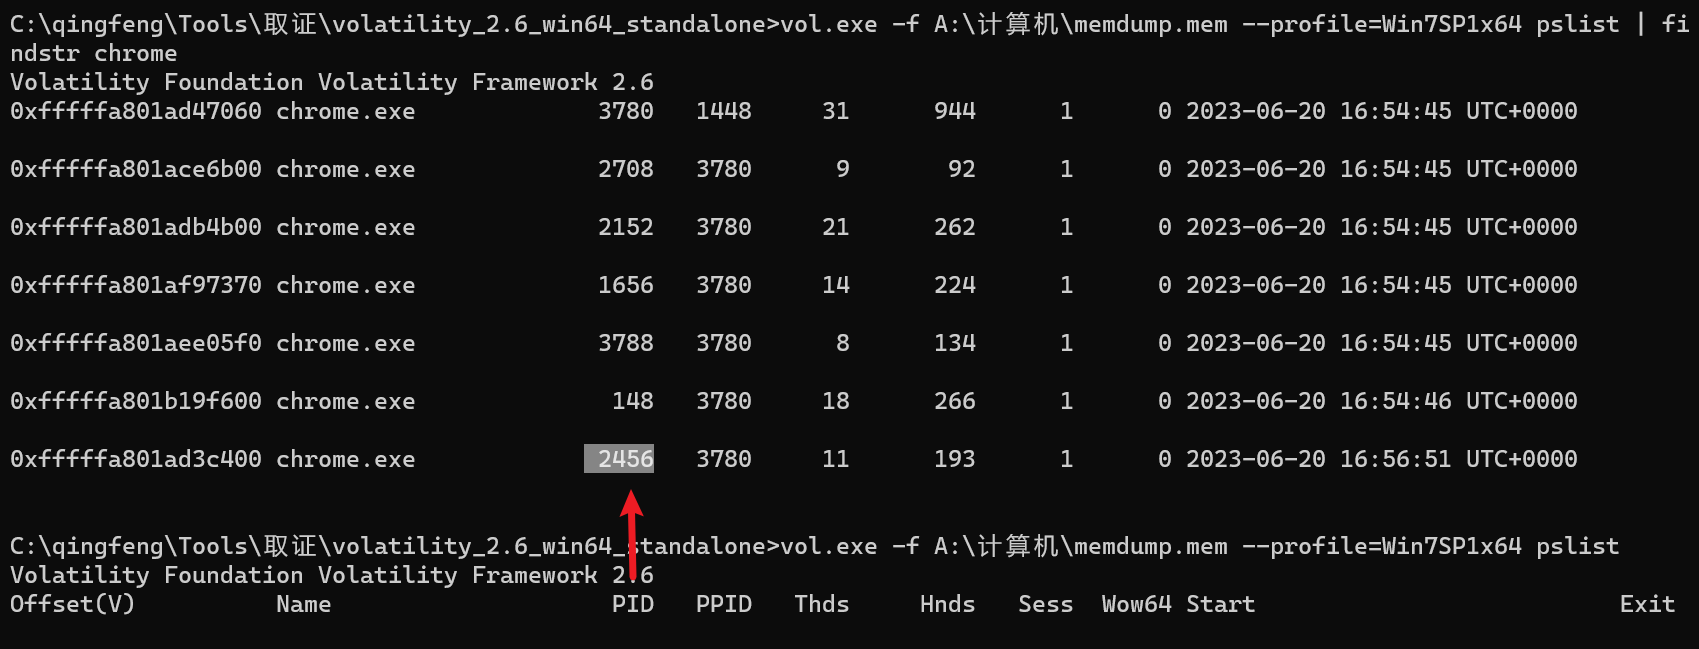 C:\qingfeng\Tools\取证\volatility_2.6_win64_standalone>vol.exe -f A:\计算机\memdump.mem --profile=Win7SP1x64 pslist | fi
ndstr chrome
Volatility Foundation Volatility Framework 2.6
0xfffffa801ad47060 chrome.exe 3780 1448 31 944 1 0 2023-06-20 16:54:45 UTC+0000
0xfffffa801ace6b00 chrome.exe 2708 3780 9 92 1 0 2023-06-20 16:54:45 UTC+0000
0xfffffa801adb4b00 chrome.exe 2152 3780 21 262 1 0 2023-06-20 16:54:45 UTC+0000
0xfffffa801af97370 chrome.exe 1656 3780 14 224 1 0 2023-06-20 16:54:45 UTC+0000
0xfffffa801aee05f0 chrome.exe 3788 3780 8 134 1 0 2023-06-20 16:54:45 UTC+0000
0xfffffa801b19f600 chrome.exe 148 3780 18 266 1 0 2023-06-20 16:54:46 UTC+0000
0xfffffa801ad3c400 chrome.exe 2456 3780 11 193 1 0 2023-06-20 16:56:51 UTC+0000
C:\qingfeng\Tools\取证\volatility_2.6_win64_standalone>vol.exe -f A:\计算机\memdump.mem --profile=Win7SP1x64 pslist
Volatility Foundation Volatility Framework 2.6
Offset(V) Name PID PPID Thds Hnds Sess Wow64 Start Exit